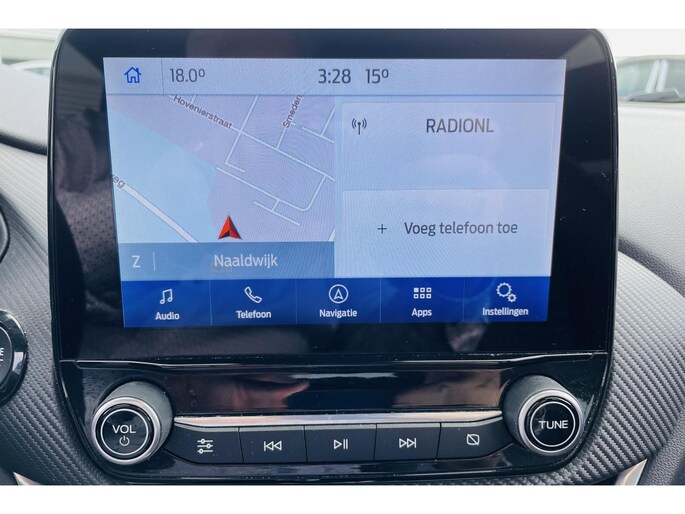 18.0° 3:28 15°
Hovenierstraat
Smeden
eg
RADIONL
Voeg telefoon toe
Z | Naaldwijk
Audio Telefoon Navigatie Apps Instellingen
VOL
TUNE